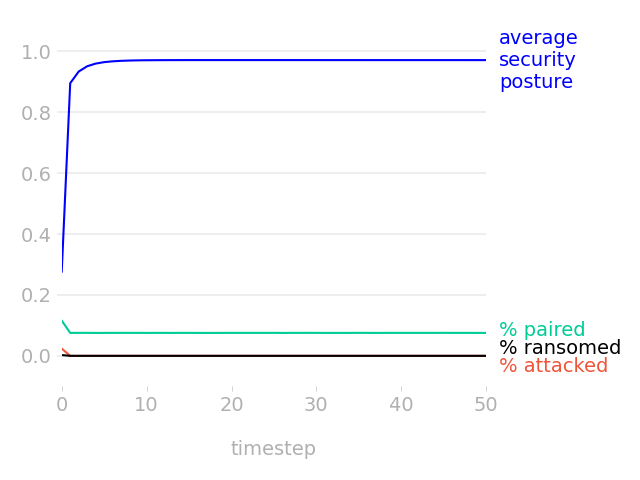 1.0
0.8
0.6
0.4
0.2
0.0
average
security
posture
% paired
% ransomed
% attacked
0 10 20 30 40 50
timestep